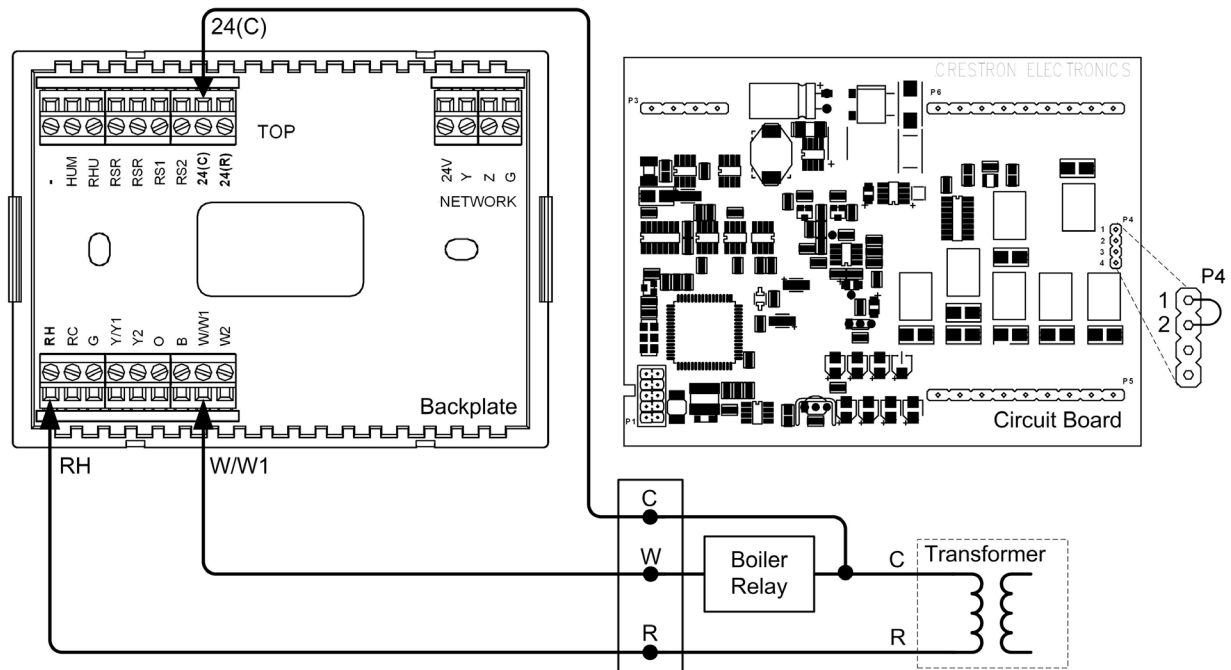 24(C)
TOP
-
HUM
RHU
RSR
RSR
RS1
RS2
24(C)
24(R)
24V
Y
Z
G
NETWORK
RH
RC
G
Y/Y1
Y2
O
B
W/W1
W2
Backplate
RH
W/W1
CRESTRON ELECTRONICS
P3
P6
P4
1
2
3
4
P4
1
2
P1
P5
Circuit Board
C
W
R
Boiler
Relay
C
R
Transformer